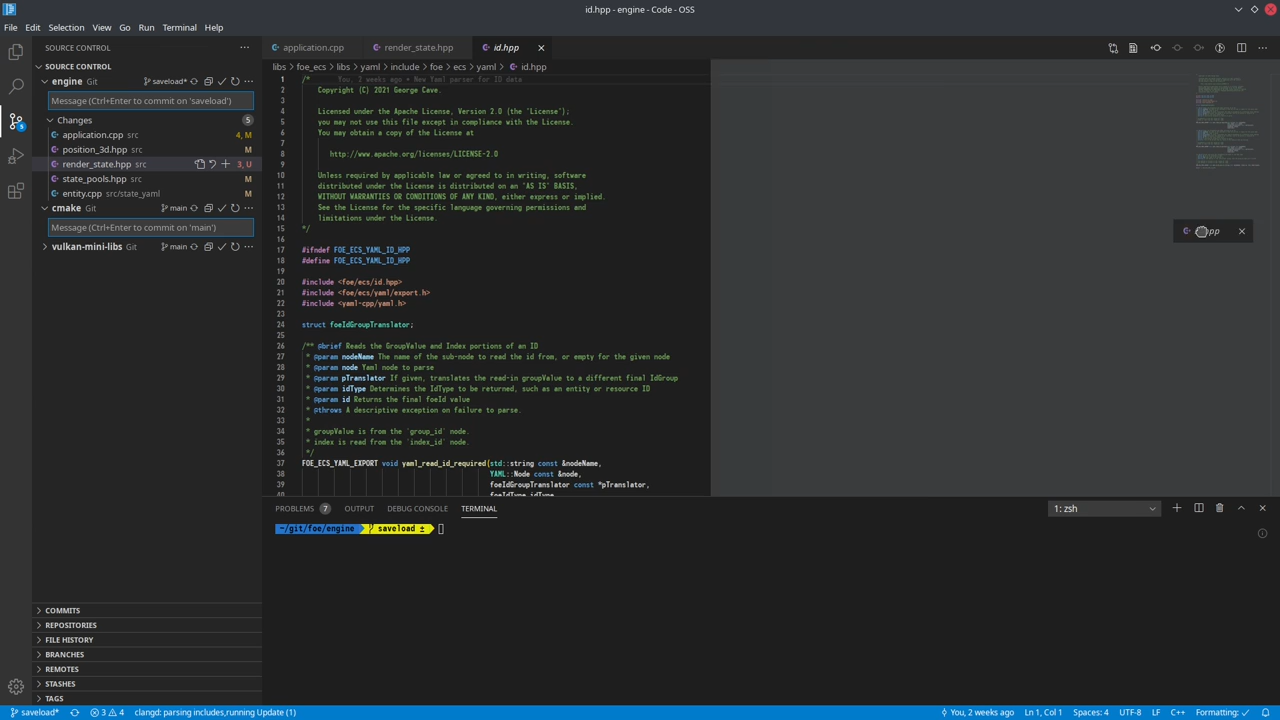 id.hpp - engine - Code - OSS
File Edit Selection View Go Run Terminal Help
SOURCE CONTROL
SOURCE CONTROL
engine Git saveload*
Message (Ctrl+Enter to commit on 'saveload')
Changes 5
application.cpp src 4, M
position_3d.hpp src M
render_state.hpp src 3, U
state_pools.hpp src M
entity.cpp src/state_yaml M
cmake Git main
Message (Ctrl+Enter to commit on 'main')
vulkan-mini-libs Git main
COMMITS
REPOSITORIES
FILE HISTORY
BRANCHES
REMOTES
STASHES
TAGS
application.cpp render_state.hpp id.hpp
libs > foe_ecs > libs > yaml > include > foe > ecs > yaml > id.hpp
1 /* You, 2 weeks ago • New Yaml parser for ID data
2 Copyright (C) 2021 George Cave.
3
4 Licensed under the Apache License, Version 2.0 (the "License");
5 you may not use this file except in compliance with the License.
6 You may obtain a copy of the License at
7
8 http://www.apache.org/licenses/LICENSE-2.0
9
10 Unless required by applicable law or agreed to in writing, software
11 distributed under the License is distributed on an "AS IS" BASIS,
12 WITHOUT WARRANTIES OR CONDITIONS OF ANY KIND, either express or implied.
13 See the License for the specific language governing permissions and
14 limitations under the License.
15 */
16
17 #ifndef FOE_ECS_YAML_ID_HPP
18 #define FOE_ECS_YAML_ID_HPP
19
20 #include <foe/ecs/id.hpp>
21 #include <foe/ecs/yaml/export.h>
22 #include <yaml-cpp/yaml.h>
23
24 struct foeIdGroupTranslator;
25
26 /** @brief Reads the GroupValue and Index portions of an ID
27 * @param nodeName The name of the sub-node to read the id from, or empty for the given node
28 * @param node Yaml node to parse
29 * @param pTranslator If given, translates the read-in groupValue to a different final IdGroup
30 * @param idType Determines the IdType to be returned, such as an entity or resource ID
31 * @param id Returns the final foeId value
32 * @throws A descriptive exception on failure to parse.
33 *
34 * groupValue is from the `group_id` node.
35 * index is read from the `index_id` node.
36 */
37 FOE_ECS_YAML_EXPORT void yaml_read_id_required(std::string const &nodeName,
38 YAML::Node const &node,
39 foeIdGroupTranslator const *pTranslator,
40 foeIdType idType,
PROBLEMS 7 OUTPUT DEBUG CONSOLE TERMINAL 1: zsh
~/git/foe/engine saveload ±
saveload* 3 4 clangd: parsing includes,running Update (1) You, 2 weeks ago Ln 1, Col 1 Spaces: 4 UTF-8 LF C++ Formatting: ✓